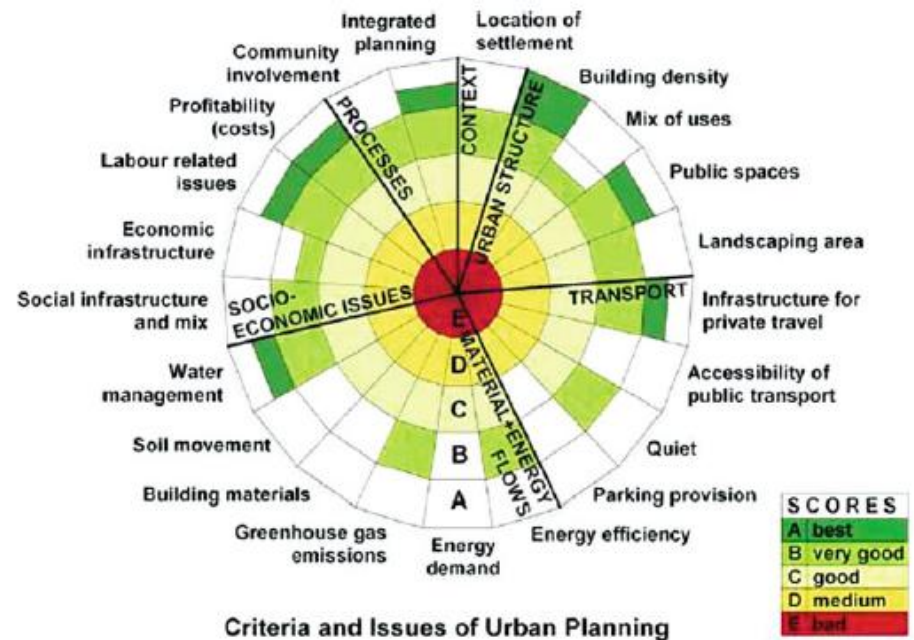 Integrated
planning
Location of
settlement
Community
involvement
Building density
Profitability
(costs)
Mix of uses
Labour related
issues
Public spaces
Economic
infrastructure
Landscaping area
Social infrastructure
and mix
Infrastructure for
private travel
Water
management
Accessibility of
public transport
Soil movement
Quiet
Building materials
Parking provision
Greenhouse gas
emissions
Energy
demand
Energy efficiency
PROCESSES
CONTEXT
URBAN STRUCTURE
TRANSPORT
SOCIO-
ECONOMIC ISSUES
MATERIAL+ENERGY
FLOWS
E
D
C
B
A
SCORES
A best
B very good
C good
D medium
E bad
Criteria and Issues of Urban Planning